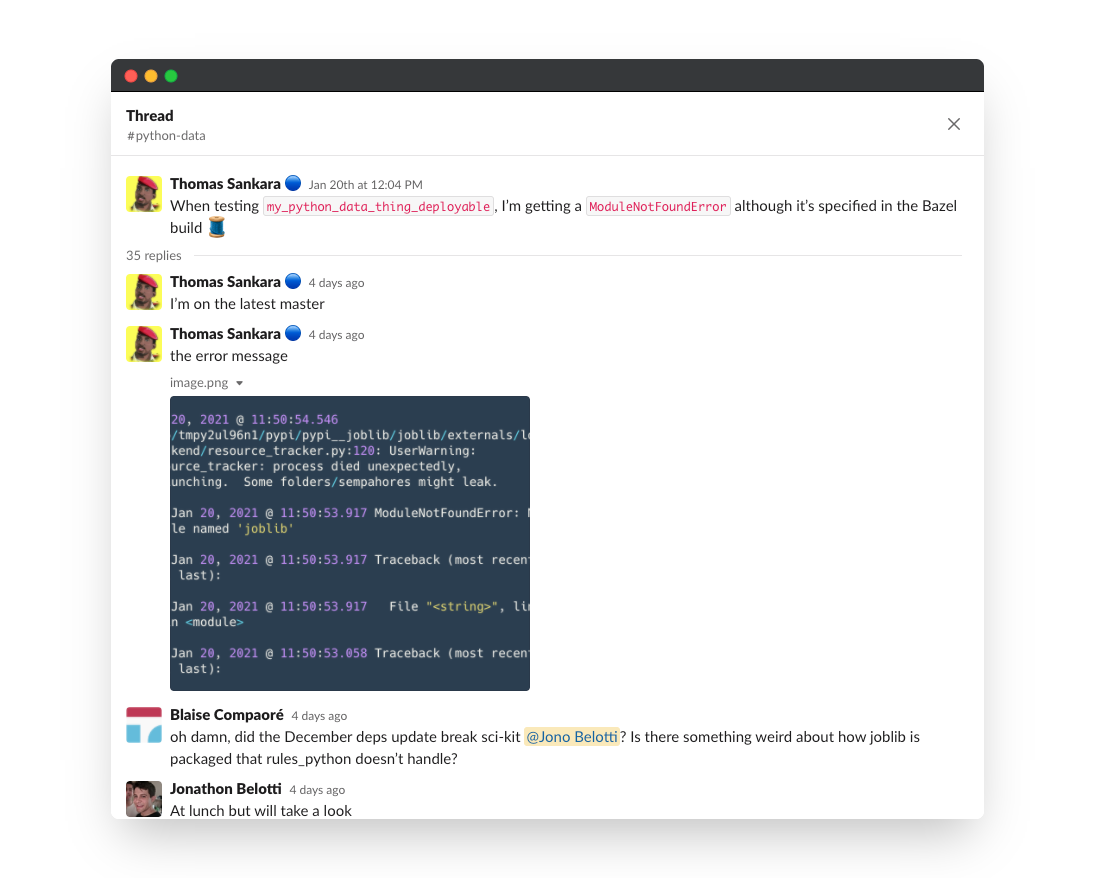 Thread
#python-data
Thomas Sankara Jan 20th at 12:04 PM
When testing my_python_data_thing_deployable, I’m getting a ModuleNotFoundError although it’s specified in the Bazel
build
35 replies
Thomas Sankara 4 days ago
I’m on the latest master
Thomas Sankara 4 days ago
the error message
image.png
20, 2021 @ 11:50:54.546
/tmpy2ul96n1/pypi/pypi__joblib/joblib/externals/lo
kend/resource_tracker.py:120: UserWarning:
urce_tracker: process died unexpectedly,
unching. Some folders/sempahores might leak.
Jan 20, 2021 @ 11:50:53.917 ModuleNotFoundError:
le named 'joblib'
Jan 20, 2021 @ 11:50:53.917 Traceback (most recent
last):
Jan 20, 2021 @ 11:50:53.917 File "<string>", lin
n <module>
Jan 20, 2021 @ 11:50:53.058 Traceback (most recent
last):
Blaise Compaoré 4 days ago
oh damn, did the December deps update break sci-kit @Jono Belotti? Is there something weird about how joblib is
packaged that rules_python doesn’t handle?
Jonathon Belotti 4 days ago
At lunch but will take a look